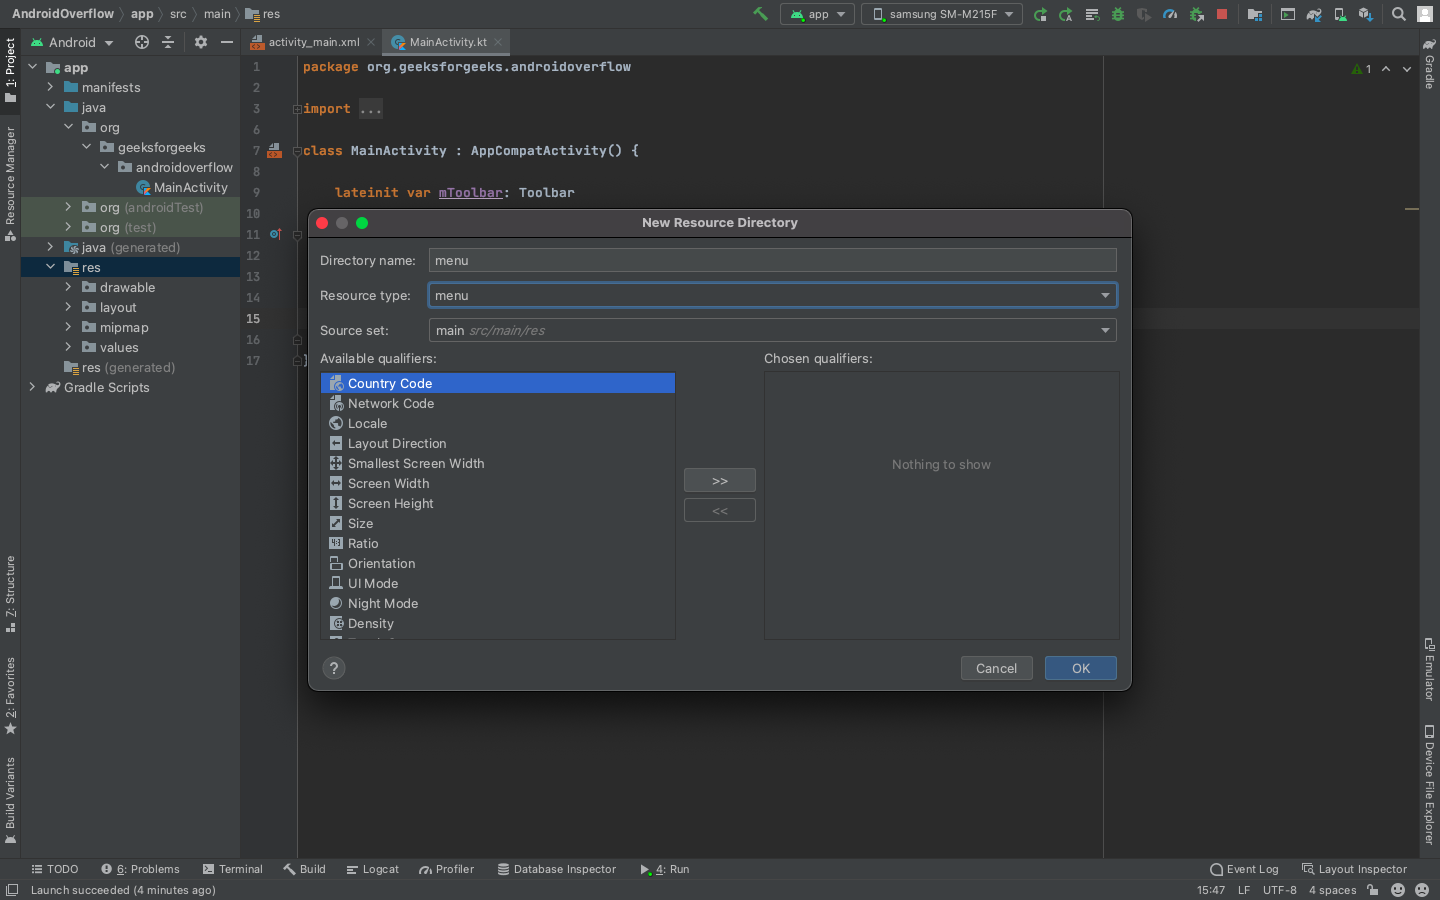 AndroidOverflow app src main res
app samsung SM-M215F
Android
activity_main.xml MainActivity.kt
1: Project
Resource Manager
7: Structure
2: Favorites
Build Variants
app
manifests
java
org
geeksforgeeks
androidoverflow
MainActivity
org (androidTest)
org (test)
java (generated)
res
drawable
layout
mipmap
values
res (generated)
Gradle Scripts
1 package org.geeksforgeeks.androidoverflow
2
3 import ...
6
7 class MainActivity : AppCompatActivity() {
8
9 lateinit var mToolbar: Toolbar
10
11
12
13
14
15
16
17 }
1
New Resource Directory
Directory name: menu
Resource type: menu
Source set: main src/main/res
Available qualifiers:
Country Code
Network Code
Locale
Layout Direction
Smallest Screen Width
Screen Width
Screen Height
Size
Ratio
Orientation
UI Mode
Night Mode
Density
>>
<<
Chosen qualifiers:
Nothing to show
?
Cancel OK
Gradle
Emulator
Device File Explorer
TODO 6: Problems Terminal Build Logcat Profiler Database Inspector 4: Run Event Log Layout Inspector
Launch succeeded (4 minutes ago) 15:47 LF UTF-8 4 spaces